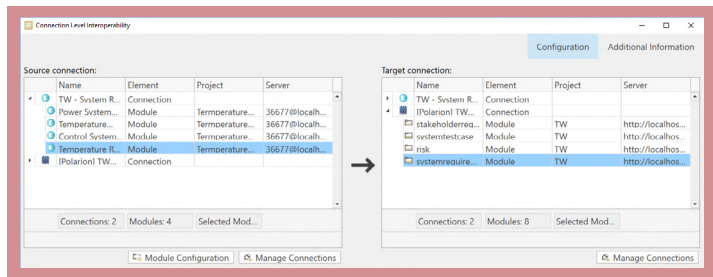 Connection Level Interoperability
Configuration Additional Information
Source connection:
Name Element Project Server
TW - System R... Connection
Power System... Module Termperature... 36677@localh...
Temperature... Module Termperature... 36677@localh...
Control System... Module Termperature... 36677@localh...
Temperature R... Module Termperature... 36677@localh...
[Polarion] TW... Connection
Connections: 2 Modules: 4 Selected Mod...
Module Configuration Manage Connections
Target connection:
Name Element Project Server
TW - System R... Connection
[Polarion] TW... Connection
stakeholderreq... Module TW http://localhos...
systemtestcase Module TW http://localhos...
risk Module TW http://localhos...
systemrequire... Module TW http://localhos...
Connections: 2 Modules: 8 Selected Mod...
Manage Connections